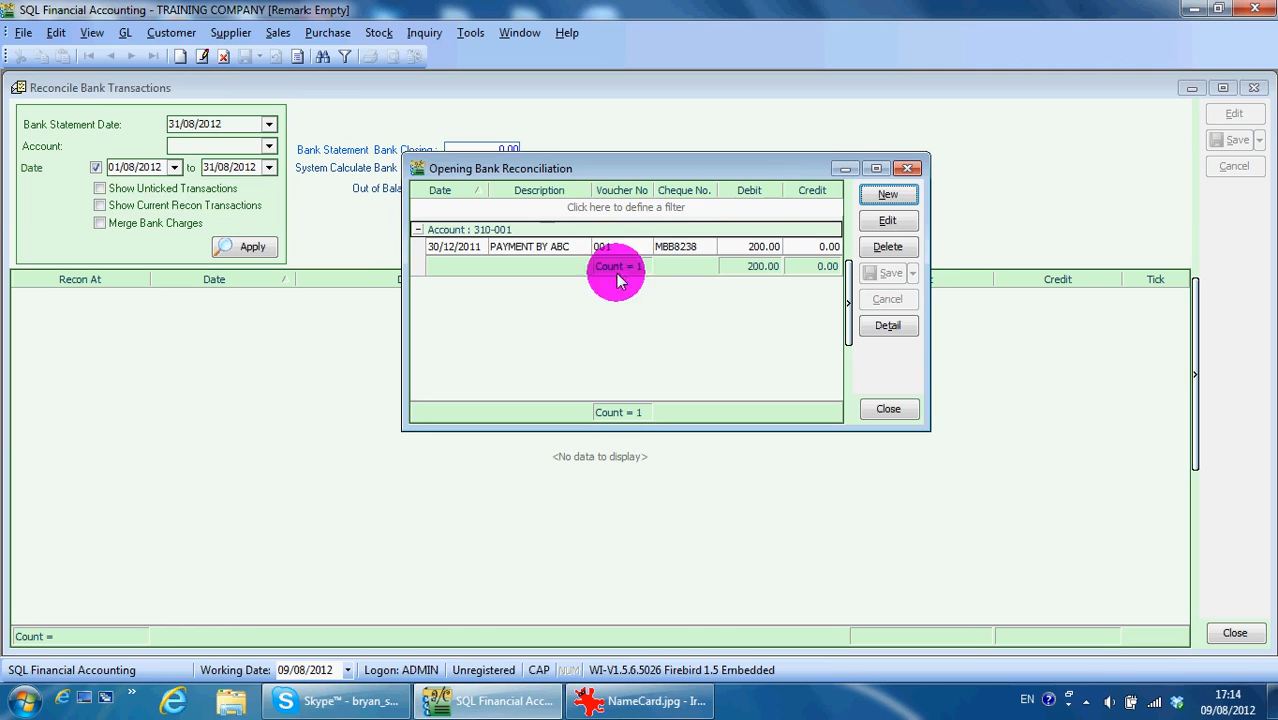 SQL Financial Accounting - TRAINING COMPANY [Remark: Empty]
File Edit View GL Customer Supplier Sales Purchase Stock Inquiry Tools Window Help
Reconcile Bank Transactions
Bank Statement Date: 31/08/2012
Account:
Date 01/08/2012 to 31/08/2012
Show Unticked Transactions
Show Current Recon Transactions
Merge Bank Charges
Apply
Bank Statement Bank Closing : 0.00
System Calculate Bank
Edit
Save
Cancel
Opening Bank Reconciliation
Date Description Voucher No Cheque No. Debit Credit
Click here to define a filter
Account : 310-001
30/12/2011 PAYMENT BY ABC 001 MBB8238 200.00 0.00
Count = 1 200.00 0.00
Count = 1
New
Edit
Delete
Save
Cancel
Detail
Close
Recon At Date Credit Tick
<No data to display>
Count =
Close
SQL Financial Accounting Working Date: 09/08/2012 Logon: ADMIN Unregistered CAP NUM WI-V1.5.6.5026 Firebird 1.5 Embedded
Skype™ - bryan_s... SQL Financial Acc... NameCard.jpg - Ir... EN 17:14
09/08/2012